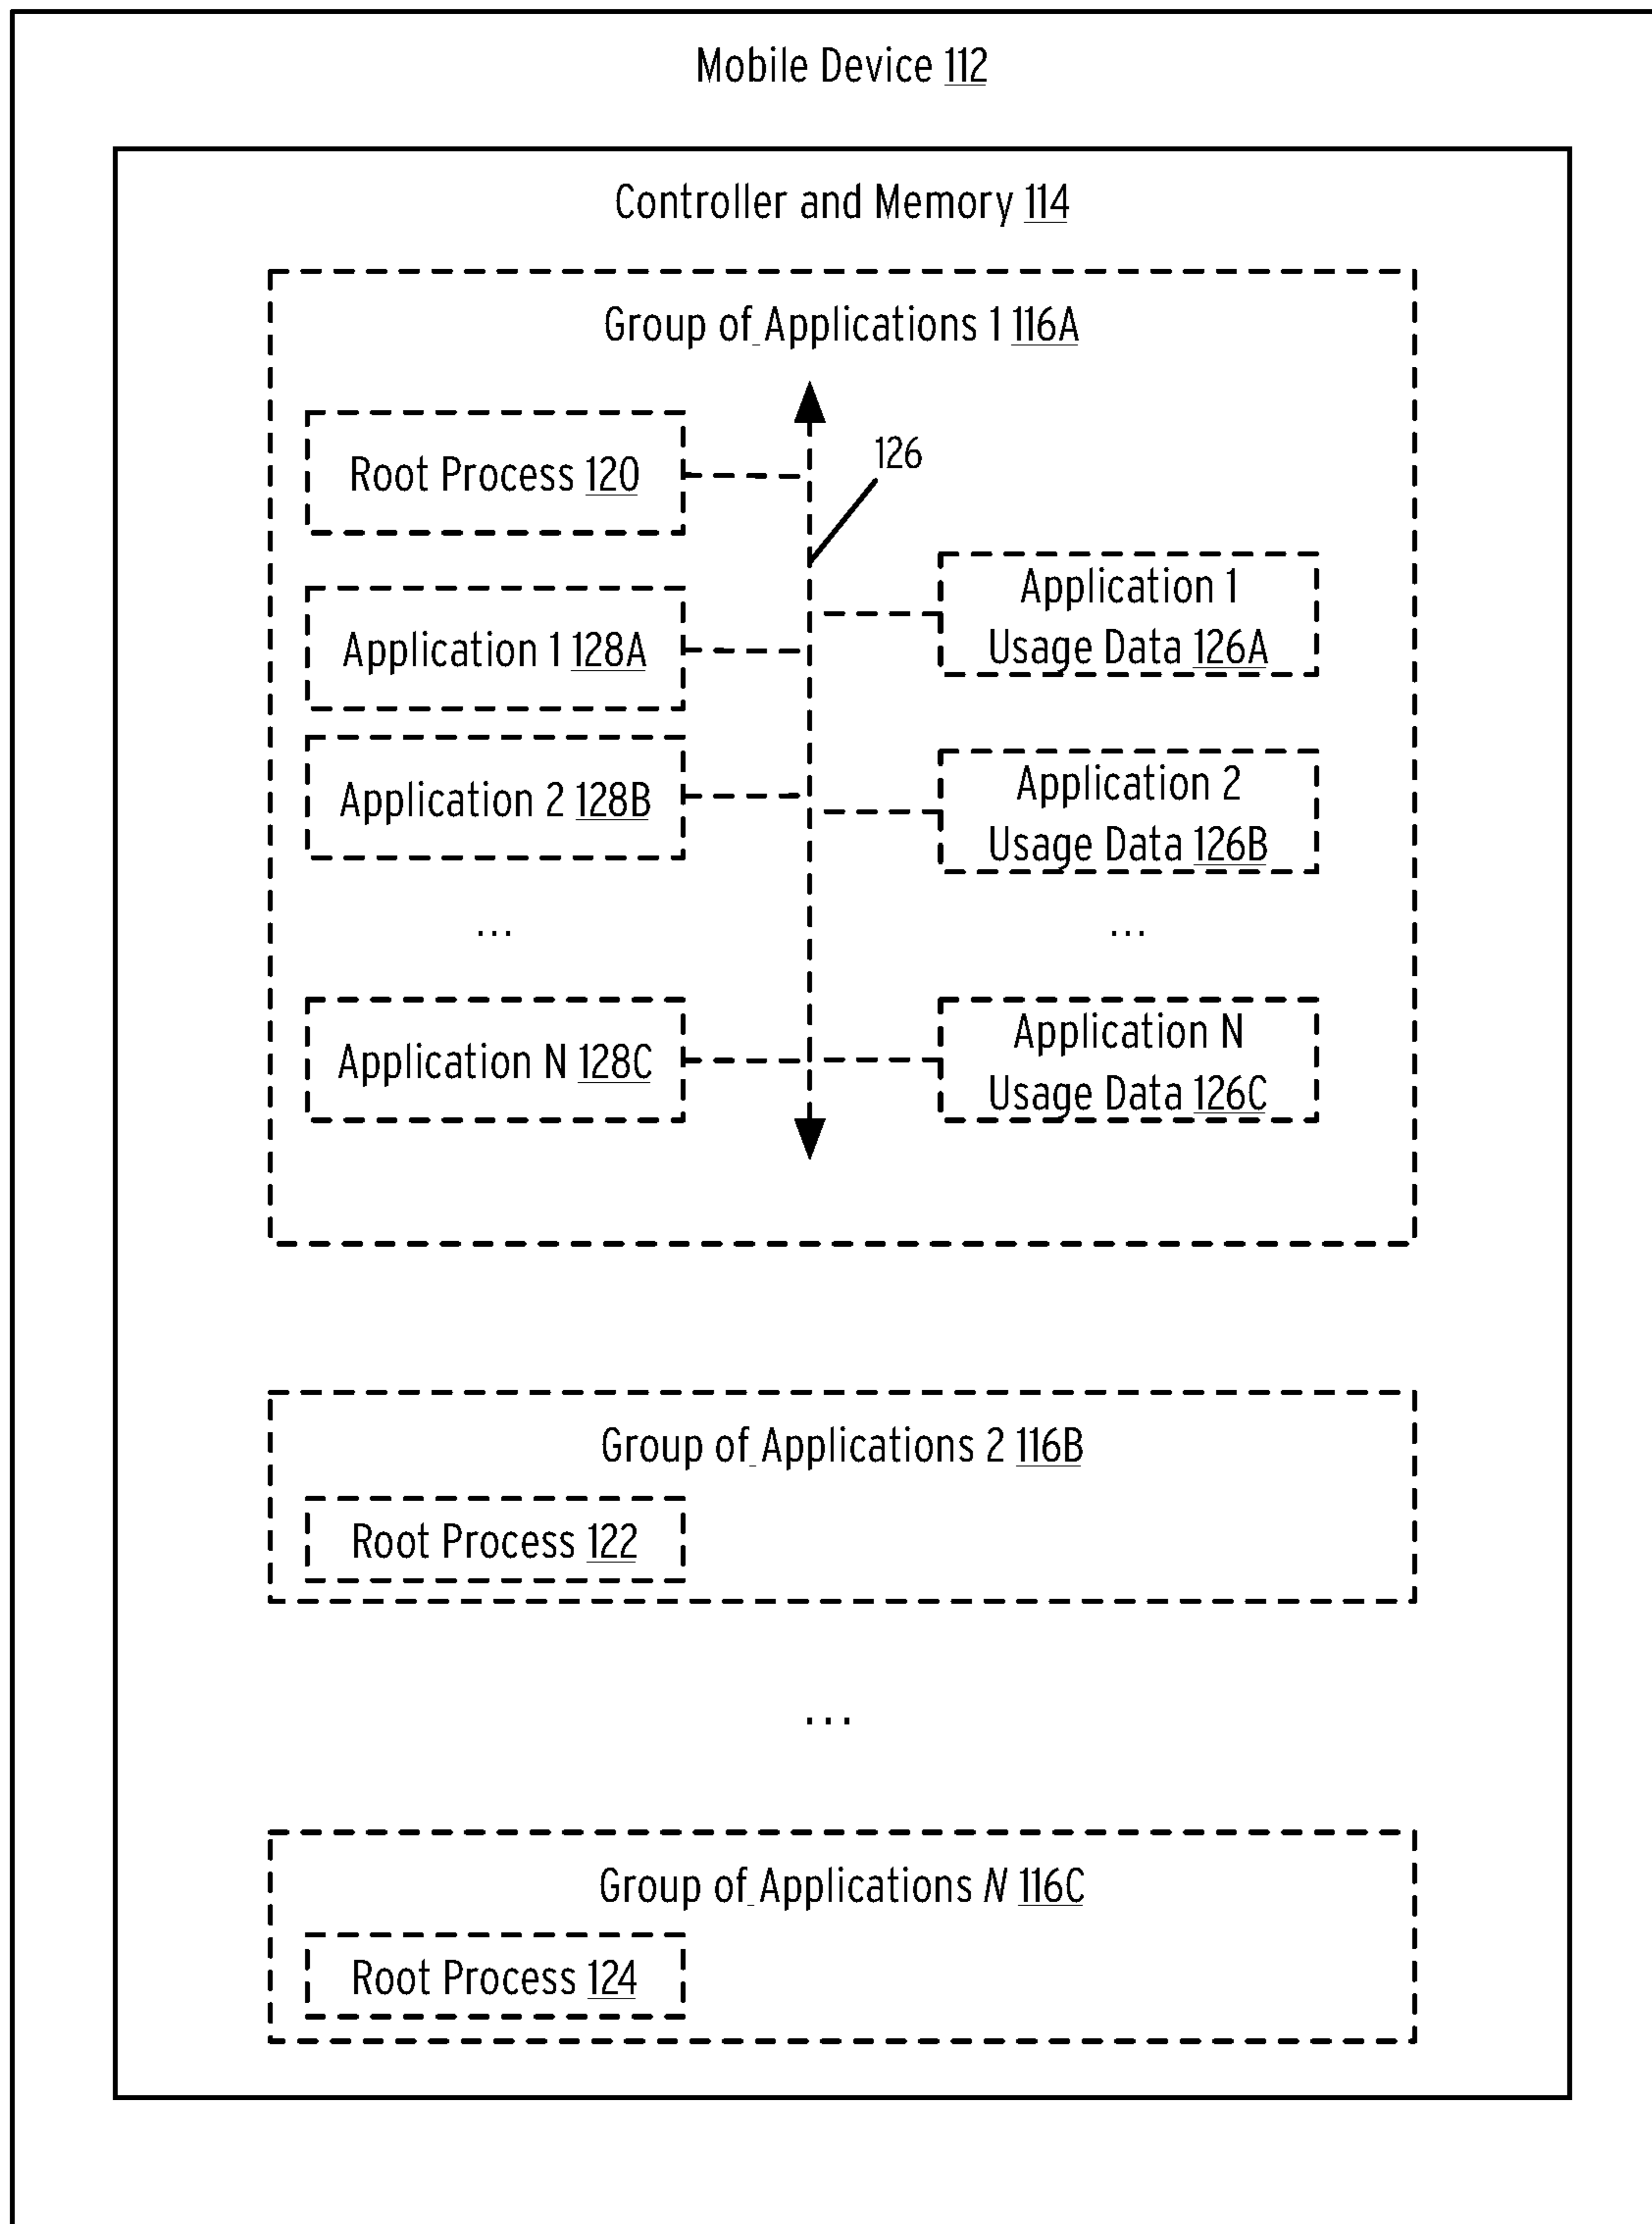 Mobile Device 112
Controller and Memory 114
Group of Applications 1 116A
126
Root Process 120
Application 1
Usage Data 126A
Application 1 128A
Application 2
Usage Data 126B
Application 2 128B
...
...
Application N
Usage Data 126C
Application N 128C
Group of Applications 2 116B
Root Process 122
...
Group of Applications N 116C
Root Process 124